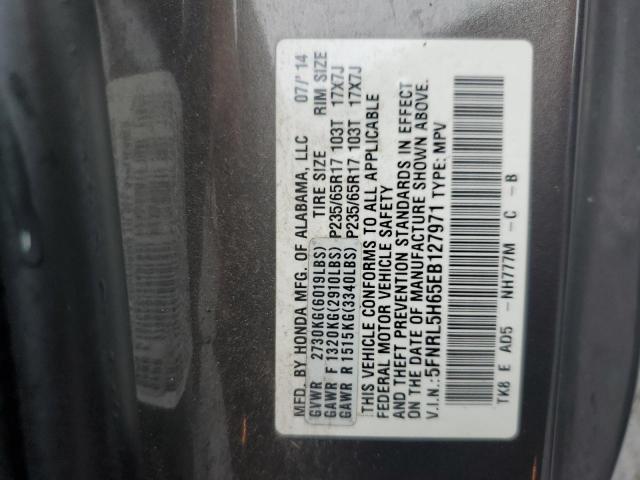 MFD. BY HONDA MFG. OF ALABAMA, LLC 07/'14
GVWR 2730KG(6019LBS) TIRE SIZE RIM SIZE
GAWR F 1320KG(2910LBS) P235/65R17 103T 17X7J
GAWR R 1515KG(3340LBS) P235/65R17 103T 17X7J
THIS VEHICLE CONFORMS TO ALL APPLICABLE
FEDERAL MOTOR VEHICLE SAFETY
AND THEFT PREVENTION STANDARDS IN EFFECT
ON THE DATE OF MANUFACTURE SHOWN ABOVE.
V.I.N.:5FNRL5H65EB127971 TYPE: MPV
TK8 E AD5 -NH777M -C -B